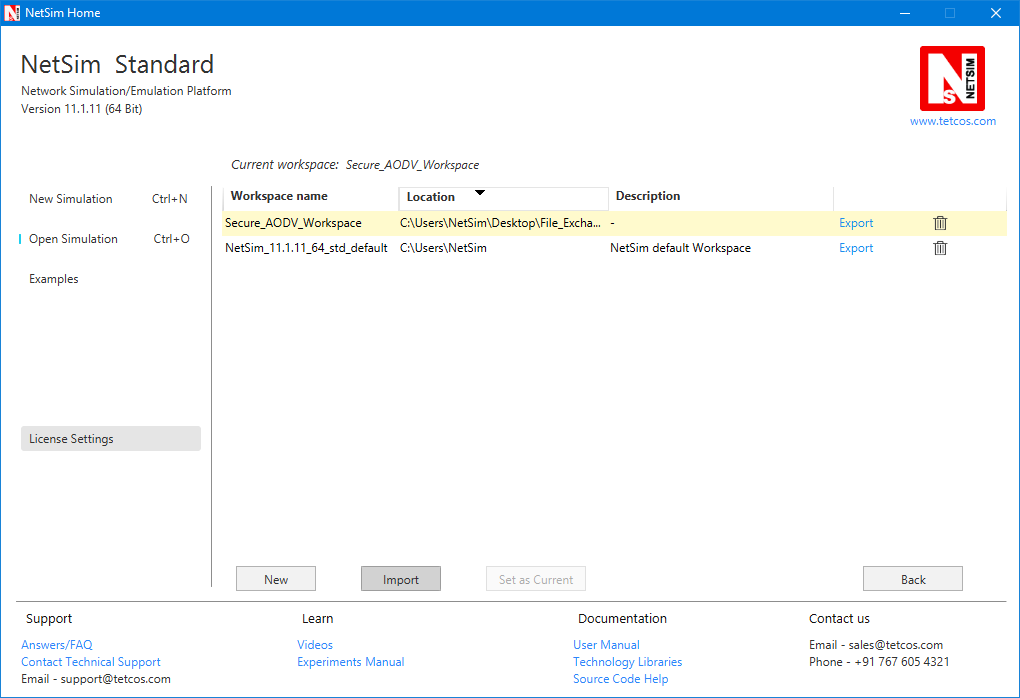 NetSim Home
NetSim Standard
Network Simulation/Emulation Platform
Version 11.1.11 (64 Bit)
NS NETSIM
www.tetcos.com
Current workspace: Secure_AODV_Workspace
New Simulation Ctrl+N
Open Simulation Ctrl+O
Examples
License Settings
Workspace name Location Description
Secure_AODV_Workspace C:\Users\NetSim\Desktop\File_Excha... - Export
NetSim_11.1.11_64_std_default C:\Users\NetSim NetSim default Workspace Export
New Import Set as Current Back
Support
Answers/FAQ
Contact Technical Support
Email - support@tetcos.com
Learn
Videos
Experiments Manual
Documentation
User Manual
Technology Libraries
Source Code Help
Contact us
Email - sales@tetcos.com
Phone - +91 767 605 4321